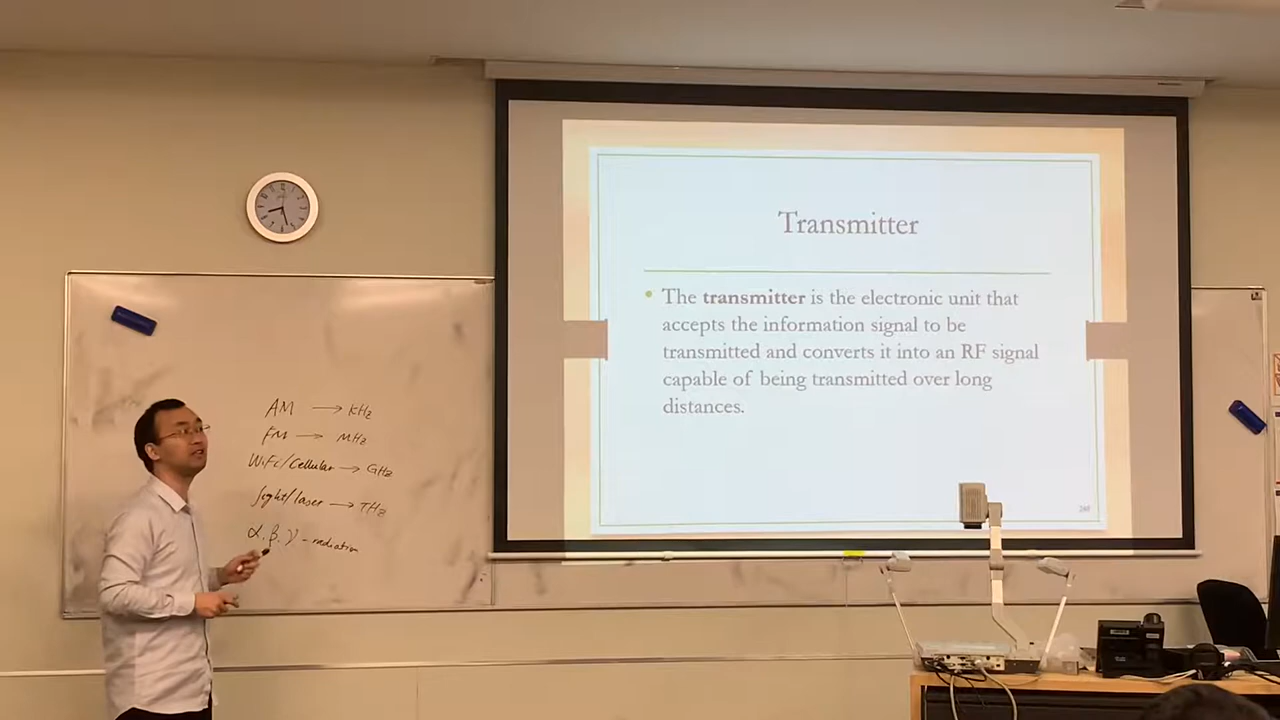 AM → KHz
FM → MHz
WiFi/Cellular → GHz
light/laser → THz
α, β, γ - radiation
Transmitter
• The transmitter is the electronic unit that
accepts the information signal to be
transmitted and converts it into an RF signal
capable of being transmitted over long
distances.